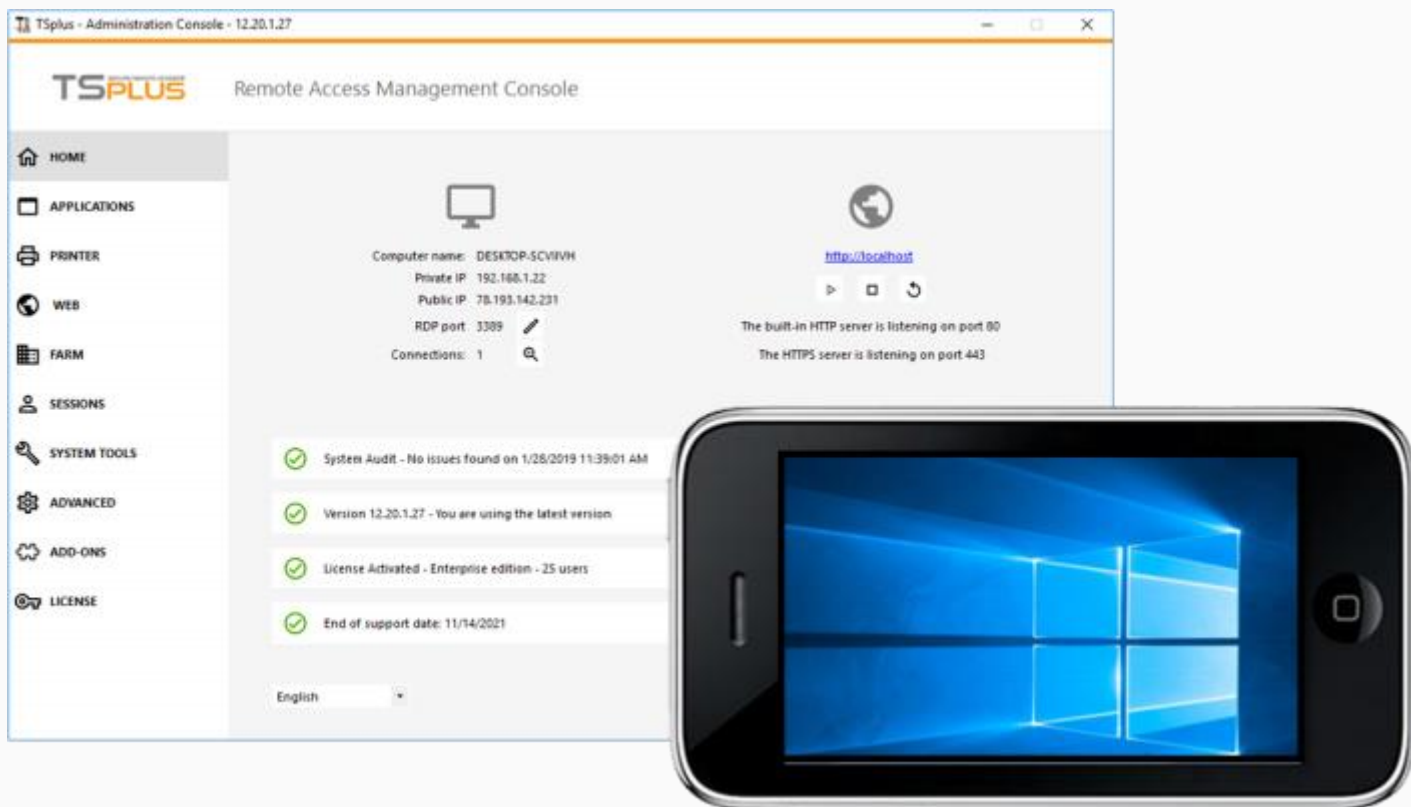 TSplus - Administration Console - 12.20.1.27
TSPLUS
Remote Access Management Console
HOME
APPLICATIONS
PRINTER
WEB
FARM
SESSIONS
SYSTEM TOOLS
ADVANCED
ADD-ONS
LICENSE
Computer name: DESKTOP-SCVIIVH
Private IP 192.168.1.22
Public IP 78.193.142.231
RDP port 3389
Connections: 1
http://localhost
The built-in HTTP server is listening on port 80
The HTTPS server is listening on port 443
System Audit - No issues found on 1/28/2019 11:39:01 AM
Version 12.20.1.27 - You are using the latest version
License Activated - Enterprise edition - 25 users
End of support date: 11/14/2021
English